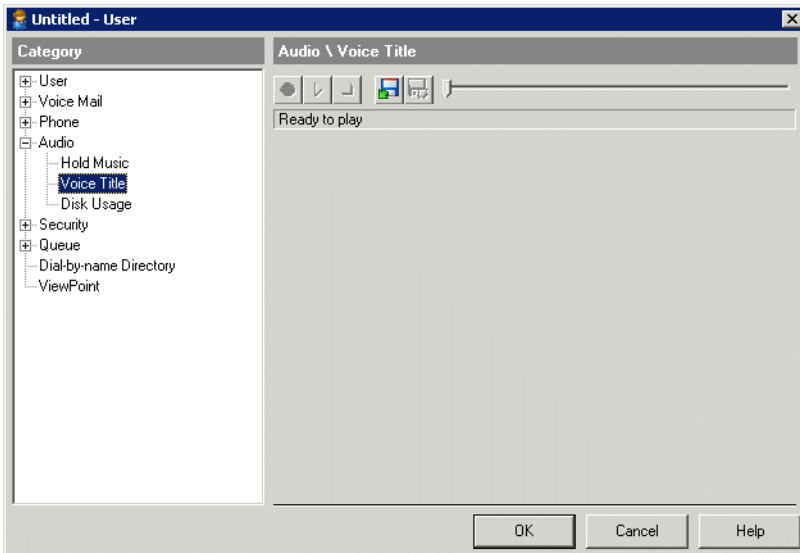 Untitled - User
Category
User
Voice Mail
Phone
Audio
Hold Music
Voice Title
Disk Usage
Security
Queue
Dial-by-name Directory
ViewPoint
Audio \ Voice Title
Ready to play
OK
Cancel
Help